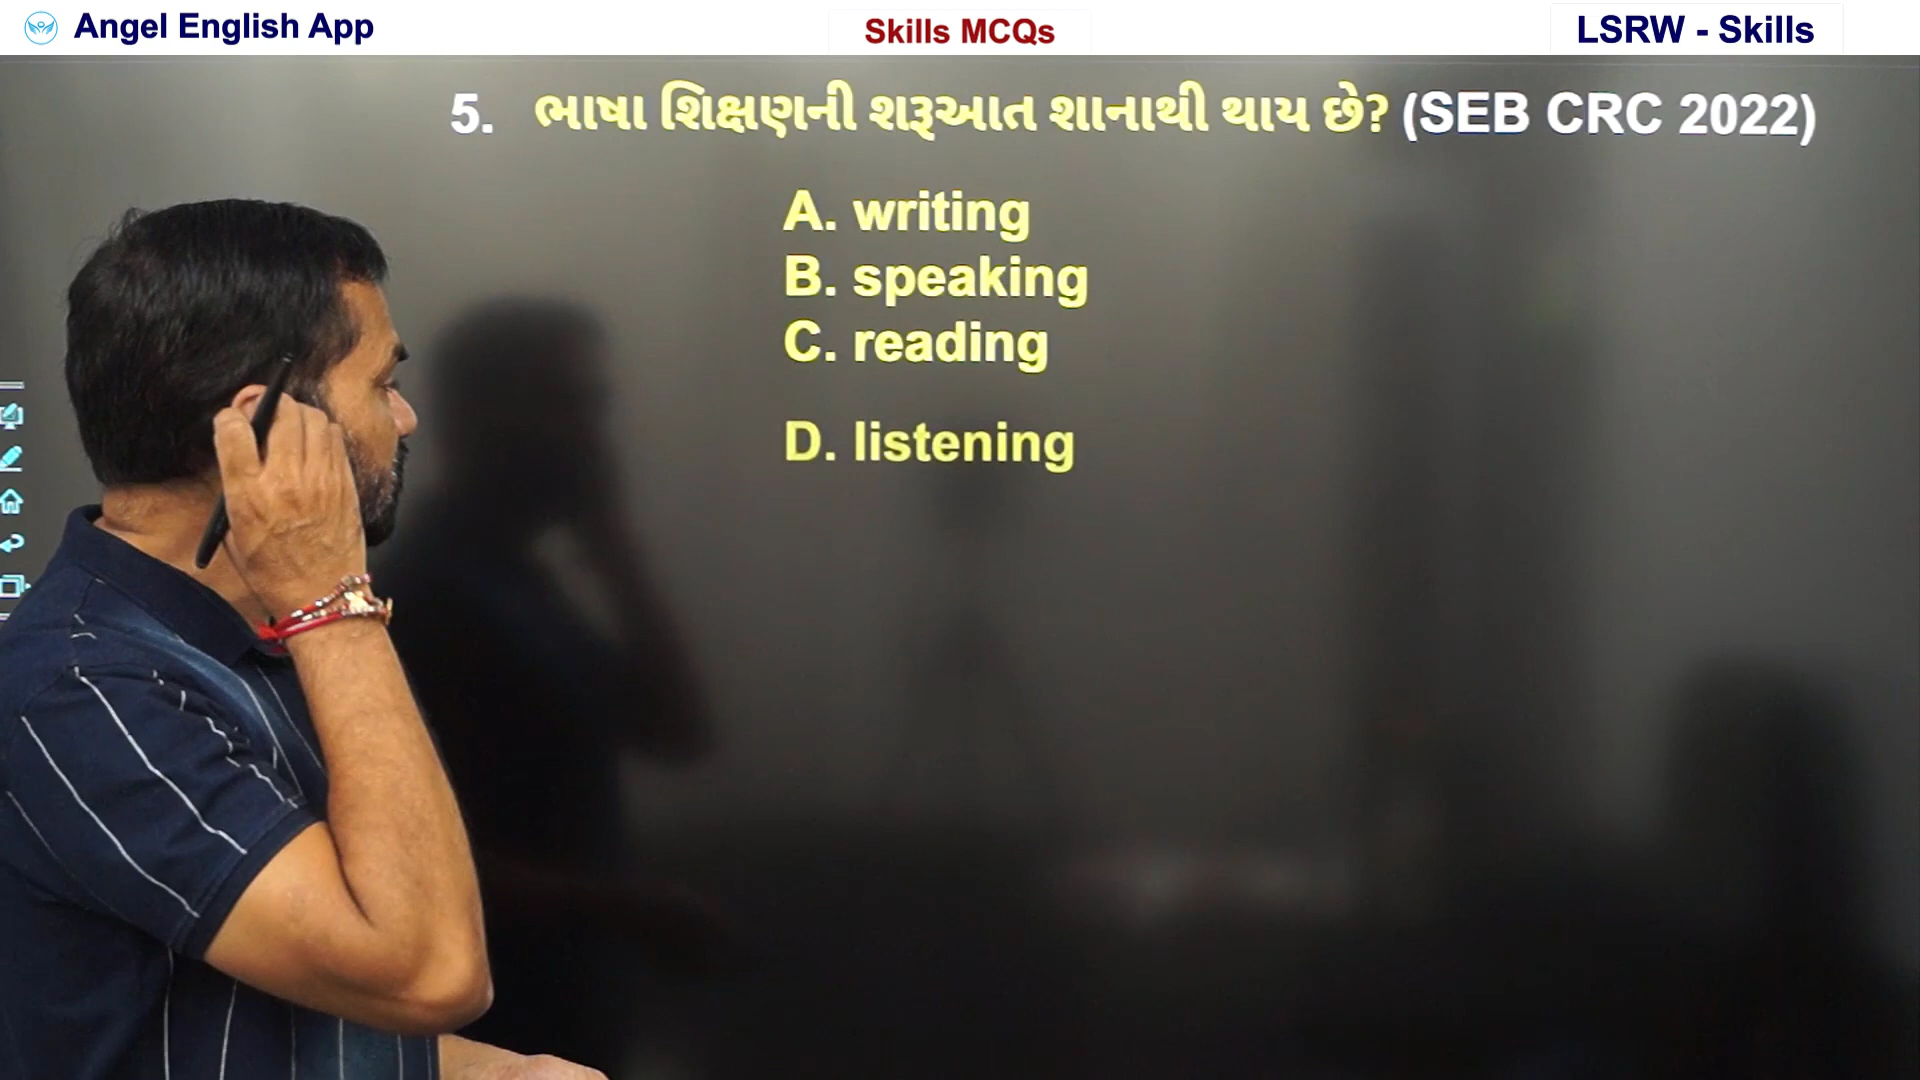 Angel English App
Skills MCQs
LSRW - Skills
5. ભાષા શિક્ષણની શરૂઆત શાનાથી થાય છે? (SEB CRC 2022)
A. writing
B. speaking
C. reading
D. listening